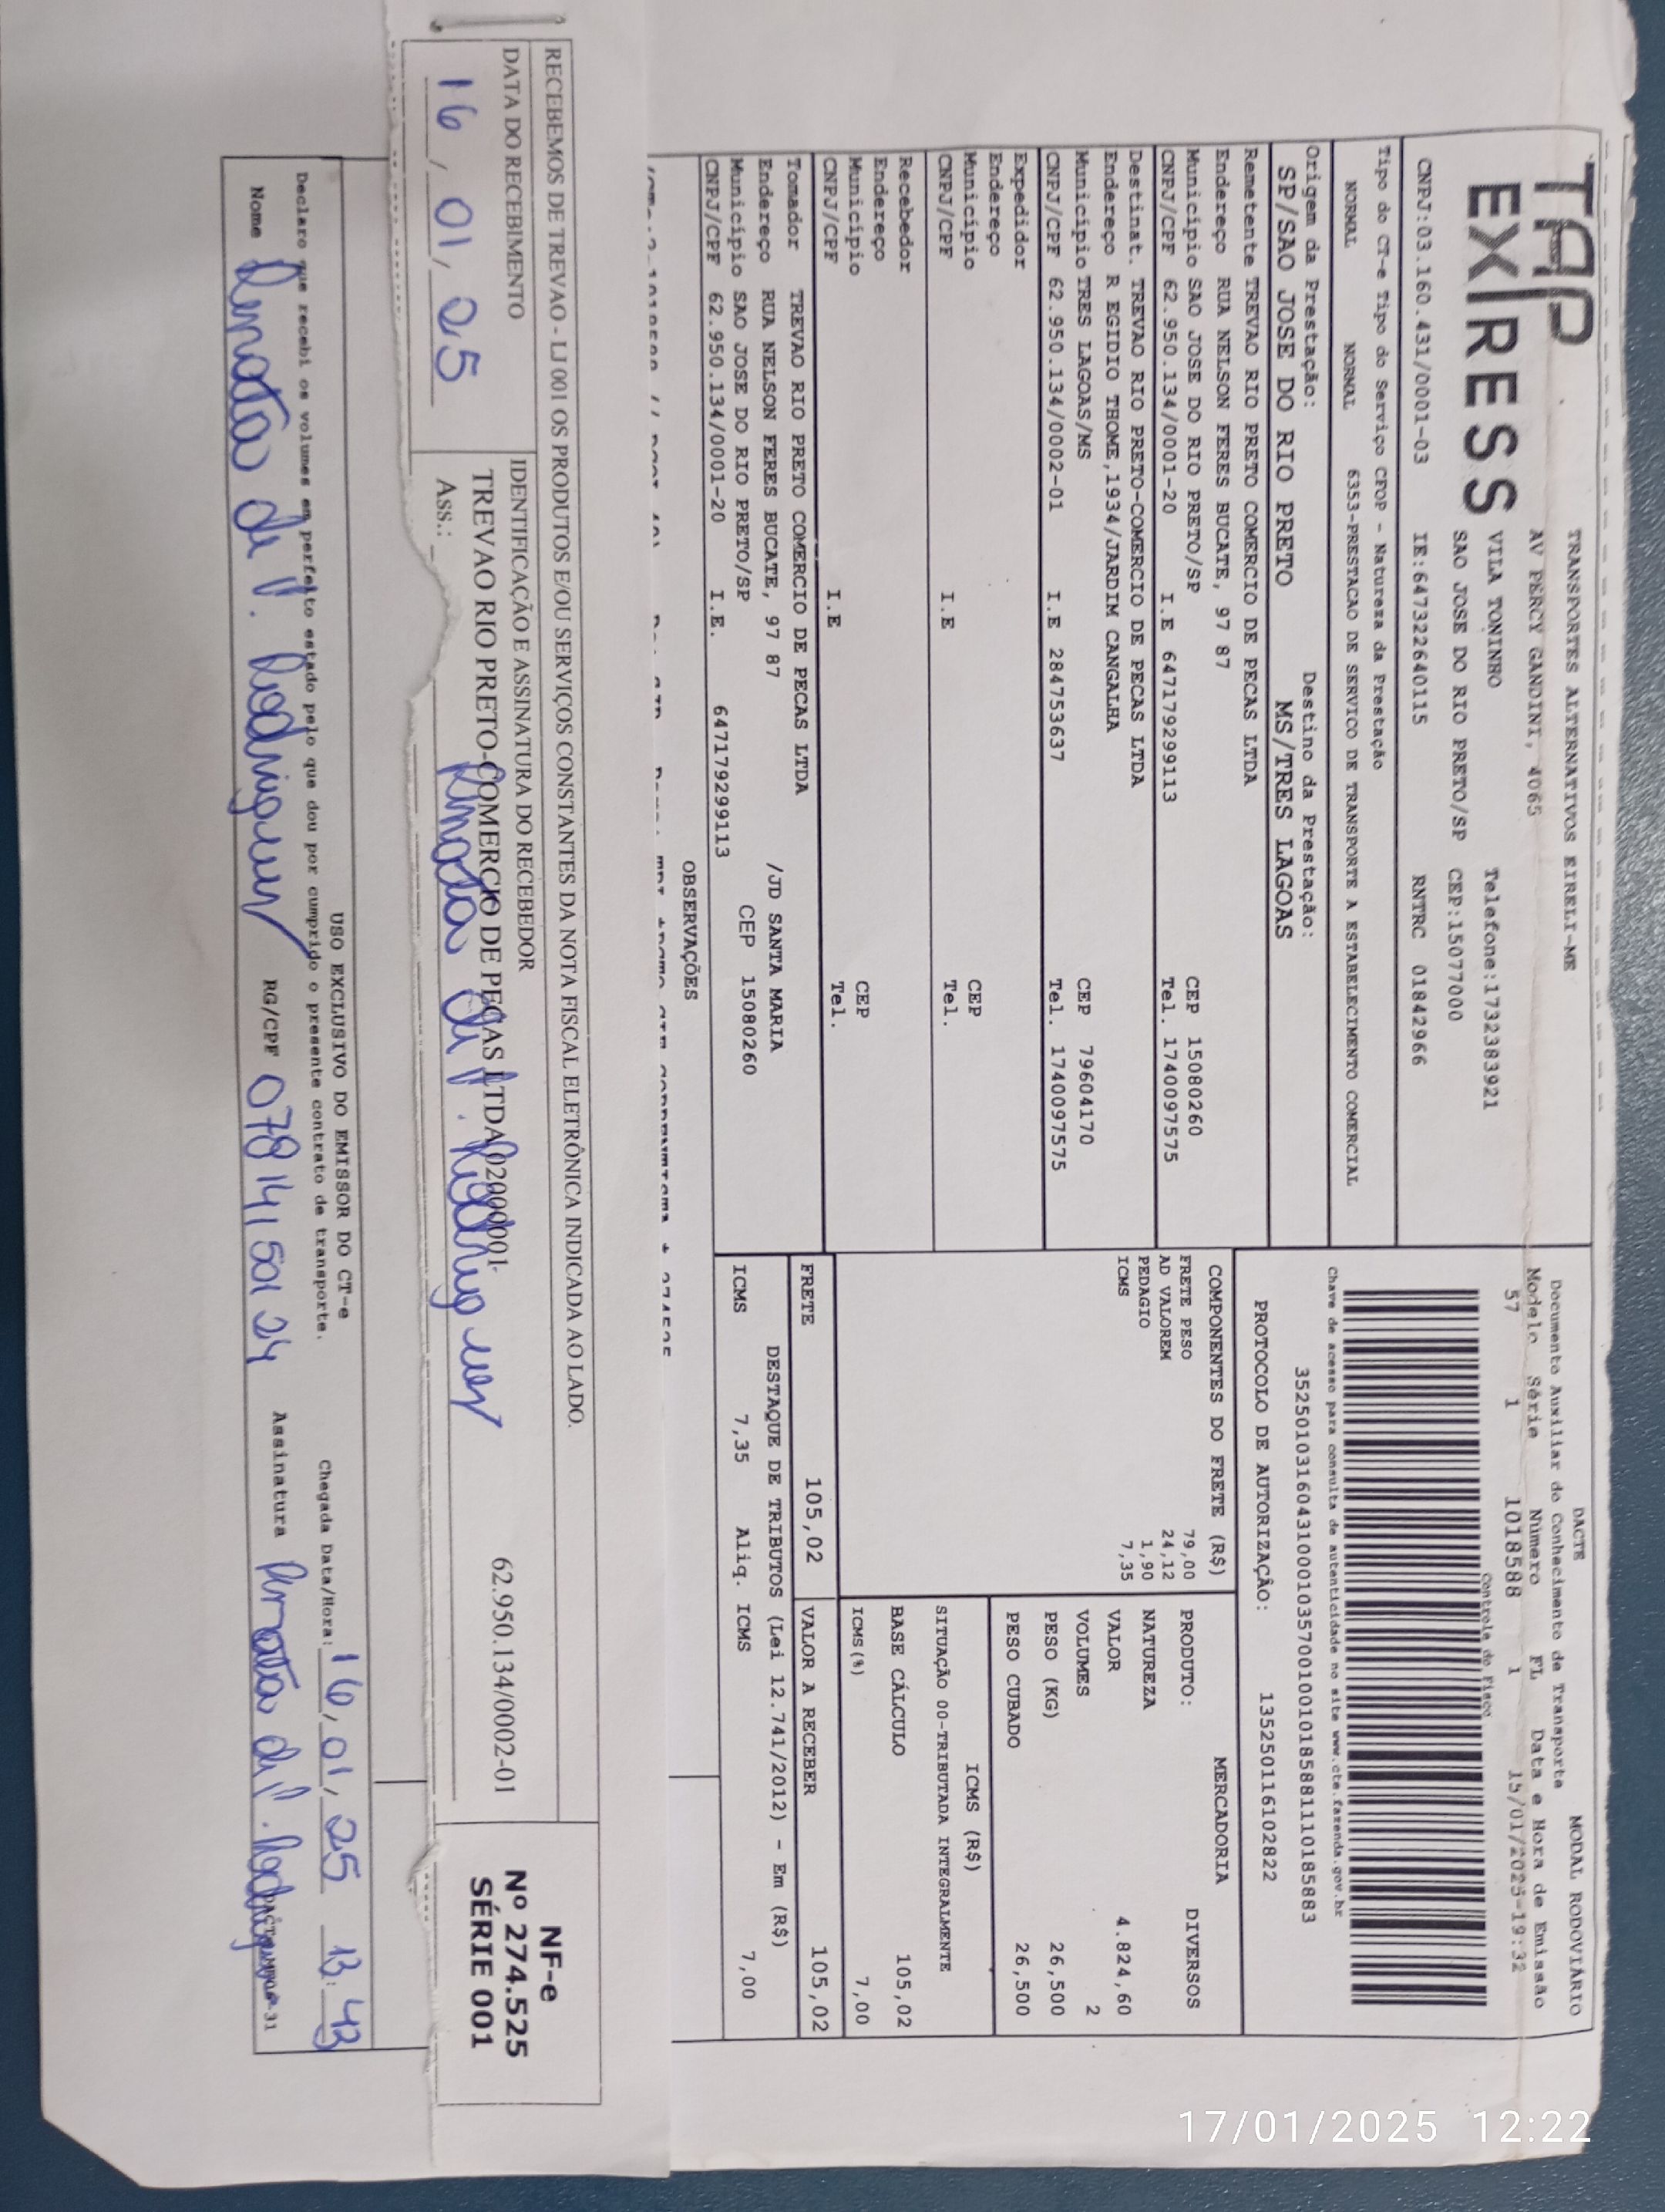 TAP
EXPRESS
TRANSPORTES ALTERNATIVOS EIRELI-ME
AV PERCY GANDINI, 4065
VILA TONINHO Telefone:1732383921
SAO JOSE DO RIO PRETO/SP CEP:15077000
CNPJ:03.160.431/0001-03 IE:647322640115 RNTRC 01842966
Tipo do CT-e Tipo do Serviço CFOP - Natureza da Prestação
NORMAL NORMAL 6353-PRESTACAO DE SERVICO DE TRANSPORTE A ESTABELECIMENTO COMERCIAL
Origem da Prestação: Destino da Prestação:
SP/SAO JOSE DO RIO PRETO MS/TRES LAGOAS
Remetente TREVAO RIO PRETO COMERCIO DE PECAS LTDA
Endereço RUA NELSON FERES BUCATE, 97 87
Município SAO JOSE DO RIO PRETO/SP CEP 15080260
CNPJ/CPF 62.950.134/0001-20 I.E 647179299113 Tel. 1740097575
Destinat. TREVAO RIO PRETO-COMERCIO DE PECAS LTDA
Endereço R EGIDIO THOME,1934/JARDIM CANGALHA
Município TRES LAGOAS/MS CEP 79604170
CNPJ/CPF 62.950.134/0002-01 I.E 284753637 Tel. 1740097575
Expedidor
Endereço
Município CEP
CNPJ/CPF I.E Tel.
Recebedor
Endereço
Município CEP
CNPJ/CPF I.E Tel.
Tomador TREVAO RIO PRETO COMERCIO DE PECAS LTDA
Endereço RUA NELSON FERES BUCATE, 97 87 /JD SANTA MARIA
Município SAO JOSE DO RIO PRETO/SP CEP 15080260
CNPJ/CPF 62.950.134/0001-20 I.E. 647179299113
OBSERVAÇÕES
DACTE MODAL RODOVIÁRIO
Documento Auxiliar do Conhecimento de Transporte
Modelo Série Número FL Data e Hora de Emissão
57 1 1018588 1 15/01/2025-19:32
Controle do Fisco
Chave de acesso para consulta de autenticidade no site www.cte.fazenda.gov.br
35250103160431000103570010010185881110185883
PROTOCOLO DE AUTORIZAÇÃO: 135250116102822
COMPONENTES DO FRETE (R$)
FRETE PESO 79,00
AD VALOREM 24,12
PEDAGIO 1,90
ICMS 7,35
MERCADORIA
PRODUTO: DIVERSOS
NATUREZA
VALOR 4.824,60
VOLUMES 2
PESO (KG) 26,500
PESO CUBADO 26,500
ICMS (R$)
SITUAÇÃO 00-TRIBUTADA INTEGRALMENTE
BASE CÁLCULO 105,02
ICMS(%) 7,00
FRETE 105,02 VALOR A RECEBER 105,02
DESTAQUE DE TRIBUTOS (Lei 12.741/2012) - Em (R$)
ICMS 7,35 Aliq. ICMS 7,00
RECEBEMOS DE TREVAO - LJ 001 OS PRODUTOS E/OU SERVIÇOS CONSTANTES DA NOTA FISCAL ELETRÔNICA INDICADA AO LADO.
DATA DO RECEBIMENTO IDENTIFICAÇÃO E ASSINATURA DO RECEBEDOR
TREVAO RIO PRETO-COMERCIO DE PEÇAS LTDA 0200001- 62.950.134/0002-01
16/01/25 Ass.: Renata de P. Rodrigues
NF-e
Nº 274.525
SÉRIE 001
USO EXCLUSIVO DO EMISSOR DO CT-e
Declaro que recebi os volumes em perfeito estado pelo que dou por cumprido o presente contrato de transporte. Chegada Data/Hora: 16/01/25 13:43
Nome Renata de P. Rodrigues RG/CPF 078 141 501 24 Assinatura Renata de P. Rodrigues